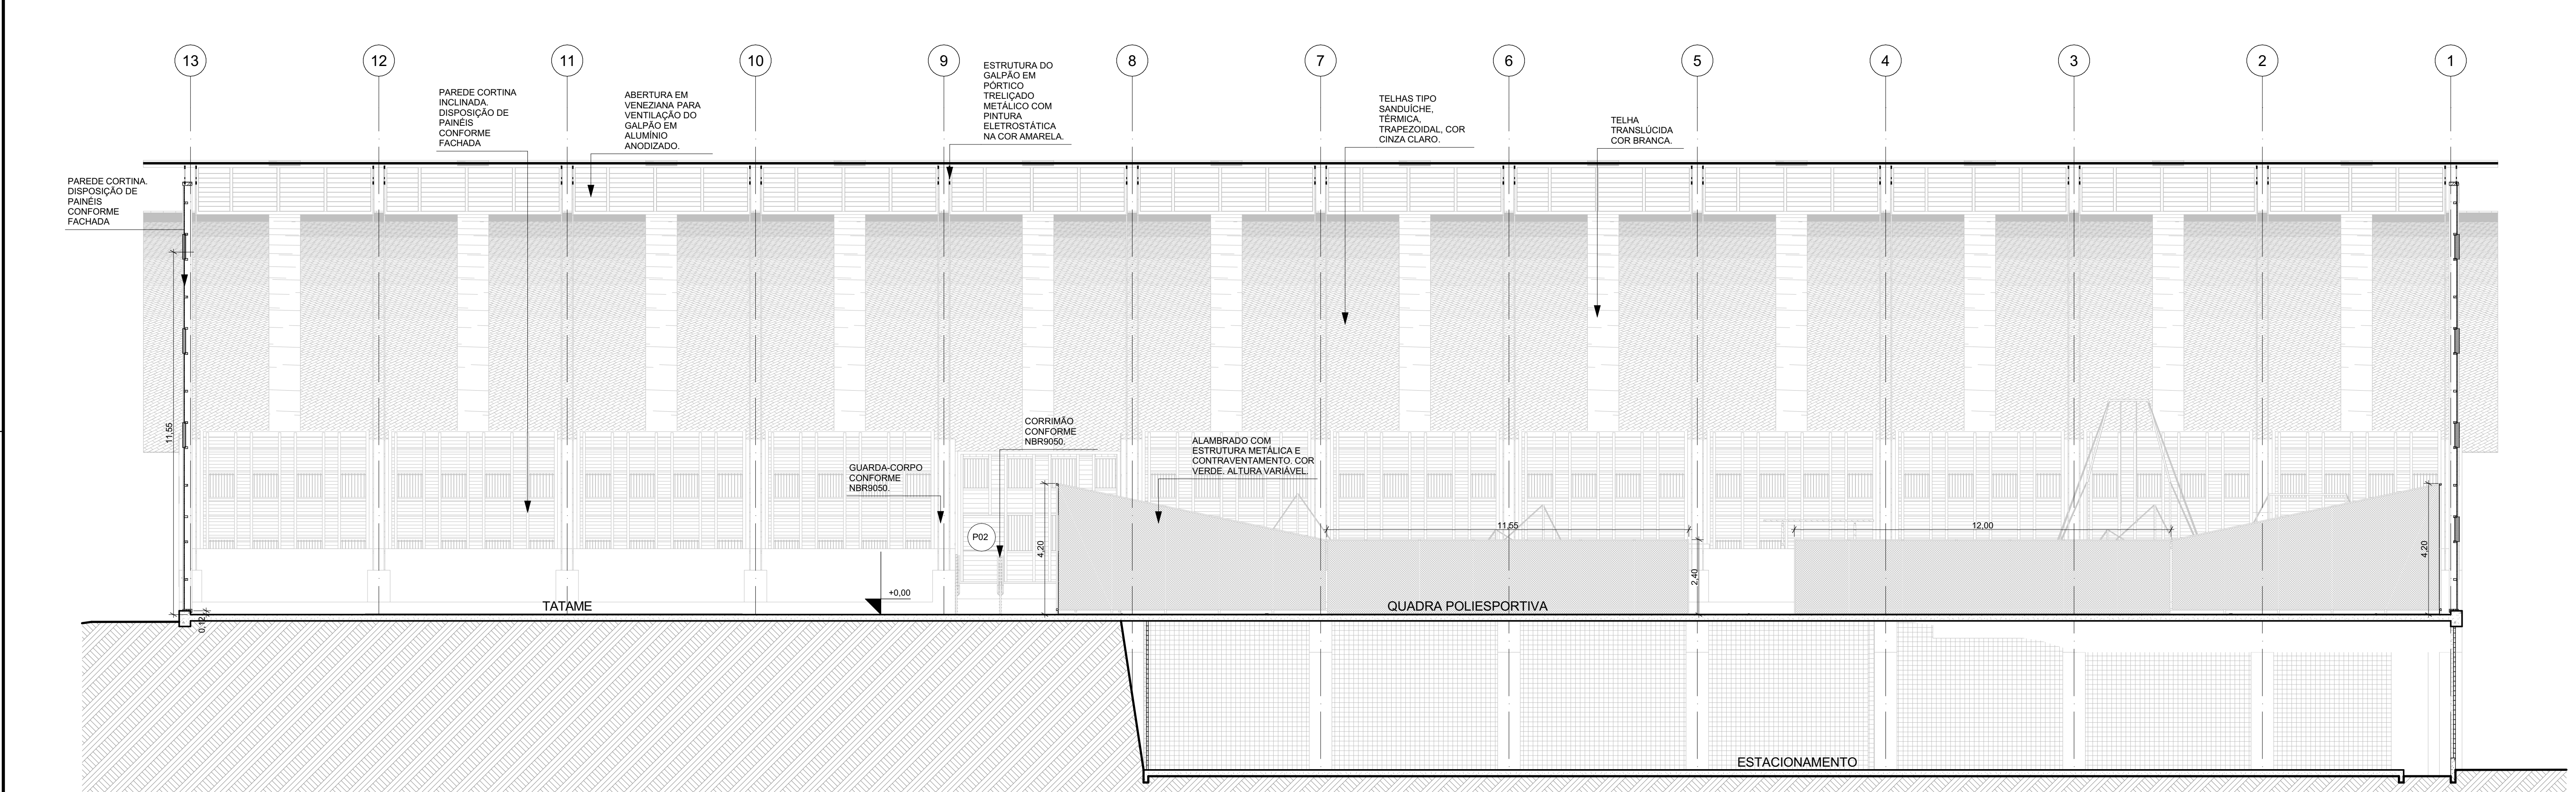 13
12
11
10
9
8
7
6
5
4
3
2
1
PAREDE CORTINA.
DISPOSIÇÃO DE
PAINÉIS
CONFORME
FACHADA
PAREDE CORTINA
INCLINADA.
DISPOSIÇÃO DE
PAINÉIS
CONFORME
FACHADA
ABERTURA EM
VENEZIANA PARA
VENTILAÇÃO DO
GALPÃO EM
ALUMÍNIO
ANODIZADO.
ESTRUTURA DO
GALPÃO EM
PÓRTICO
TRELIÇADO
METÁLICO COM
PINTURA
ELETROSTÁTICA
NA COR AMARELA.
TELHAS TIPO
SANDUÍCHE,
TÉRMICA,
TRAPEZOIDAL, COR
CINZA CLARO.
TELHA
TRANSLÚCIDA
COR BRANCA.
11,55
CORRIMÃO
CONFORME
NBR9050.
GUARDA-CORPO
CONFORME
NBR9050.
ALAMBRADO COM
ESTRUTURA METÁLICA E
CONTRAVENTAMENTO. COR
VERDE. ALTURA VARIÁVEL.
P02
4,20
11,55
12,00
2,40
4,20
+0,00
0,12
TATAME
QUADRA POLIESPORTIVA
ESTACIONAMENTO